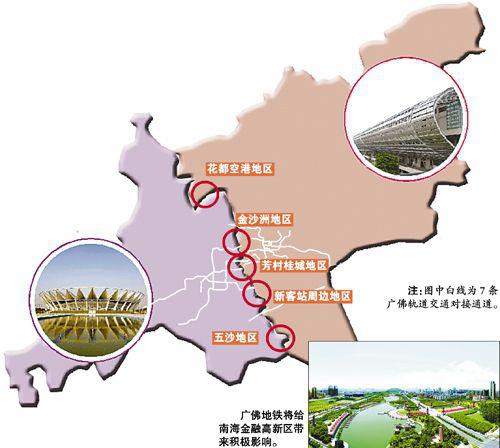 花都空港地区
金沙洲地区
芳村桂城地区
新客站周边地区
五沙地区
注:图中白线为7条
广佛轨道交通对接通道。
广佛地铁将给
南海金融高新区带
来积极影响。